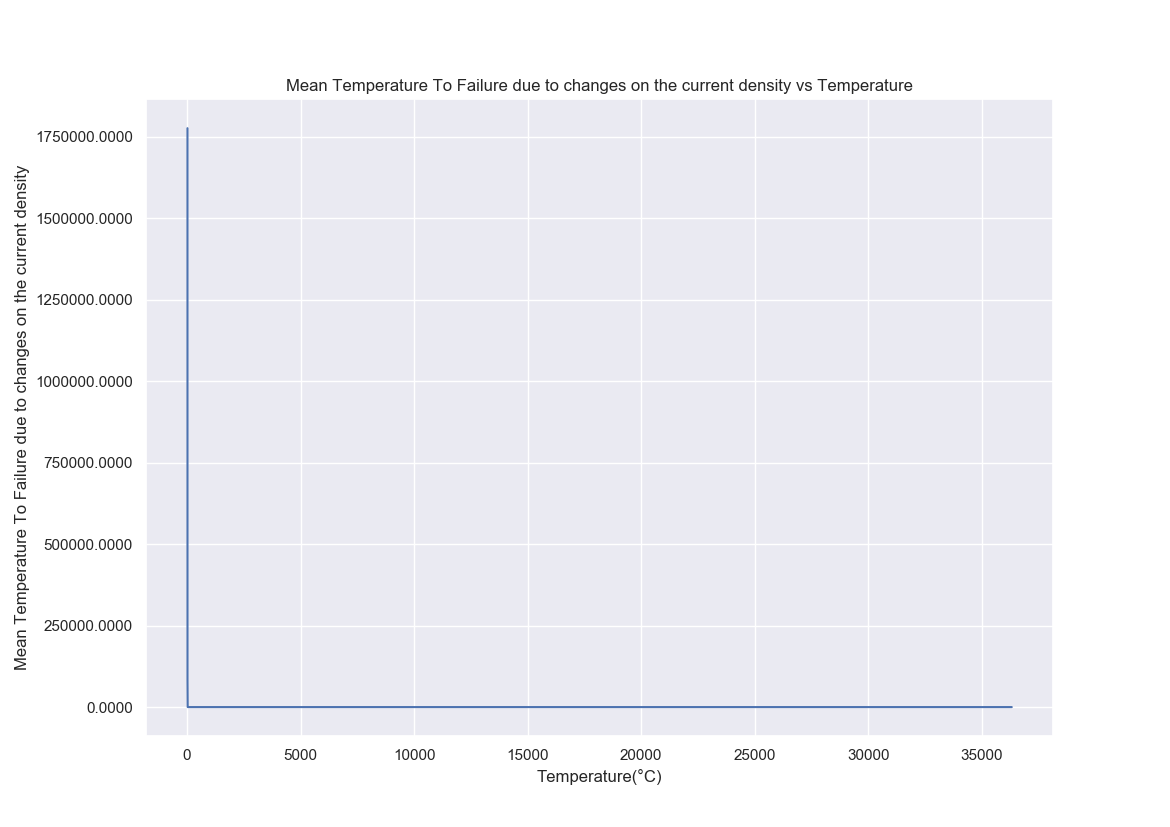 Mean Temperature To Failure due to changes on the current density vs Temperature
Mean Temperature To Failure due to changes on the current density
1750000.0000
1500000.0000
1250000.0000
1000000.0000
750000.0000
500000.0000
250000.0000
0.0000
0 5000 10000 15000 20000 25000 30000 35000
Temperature(°C)